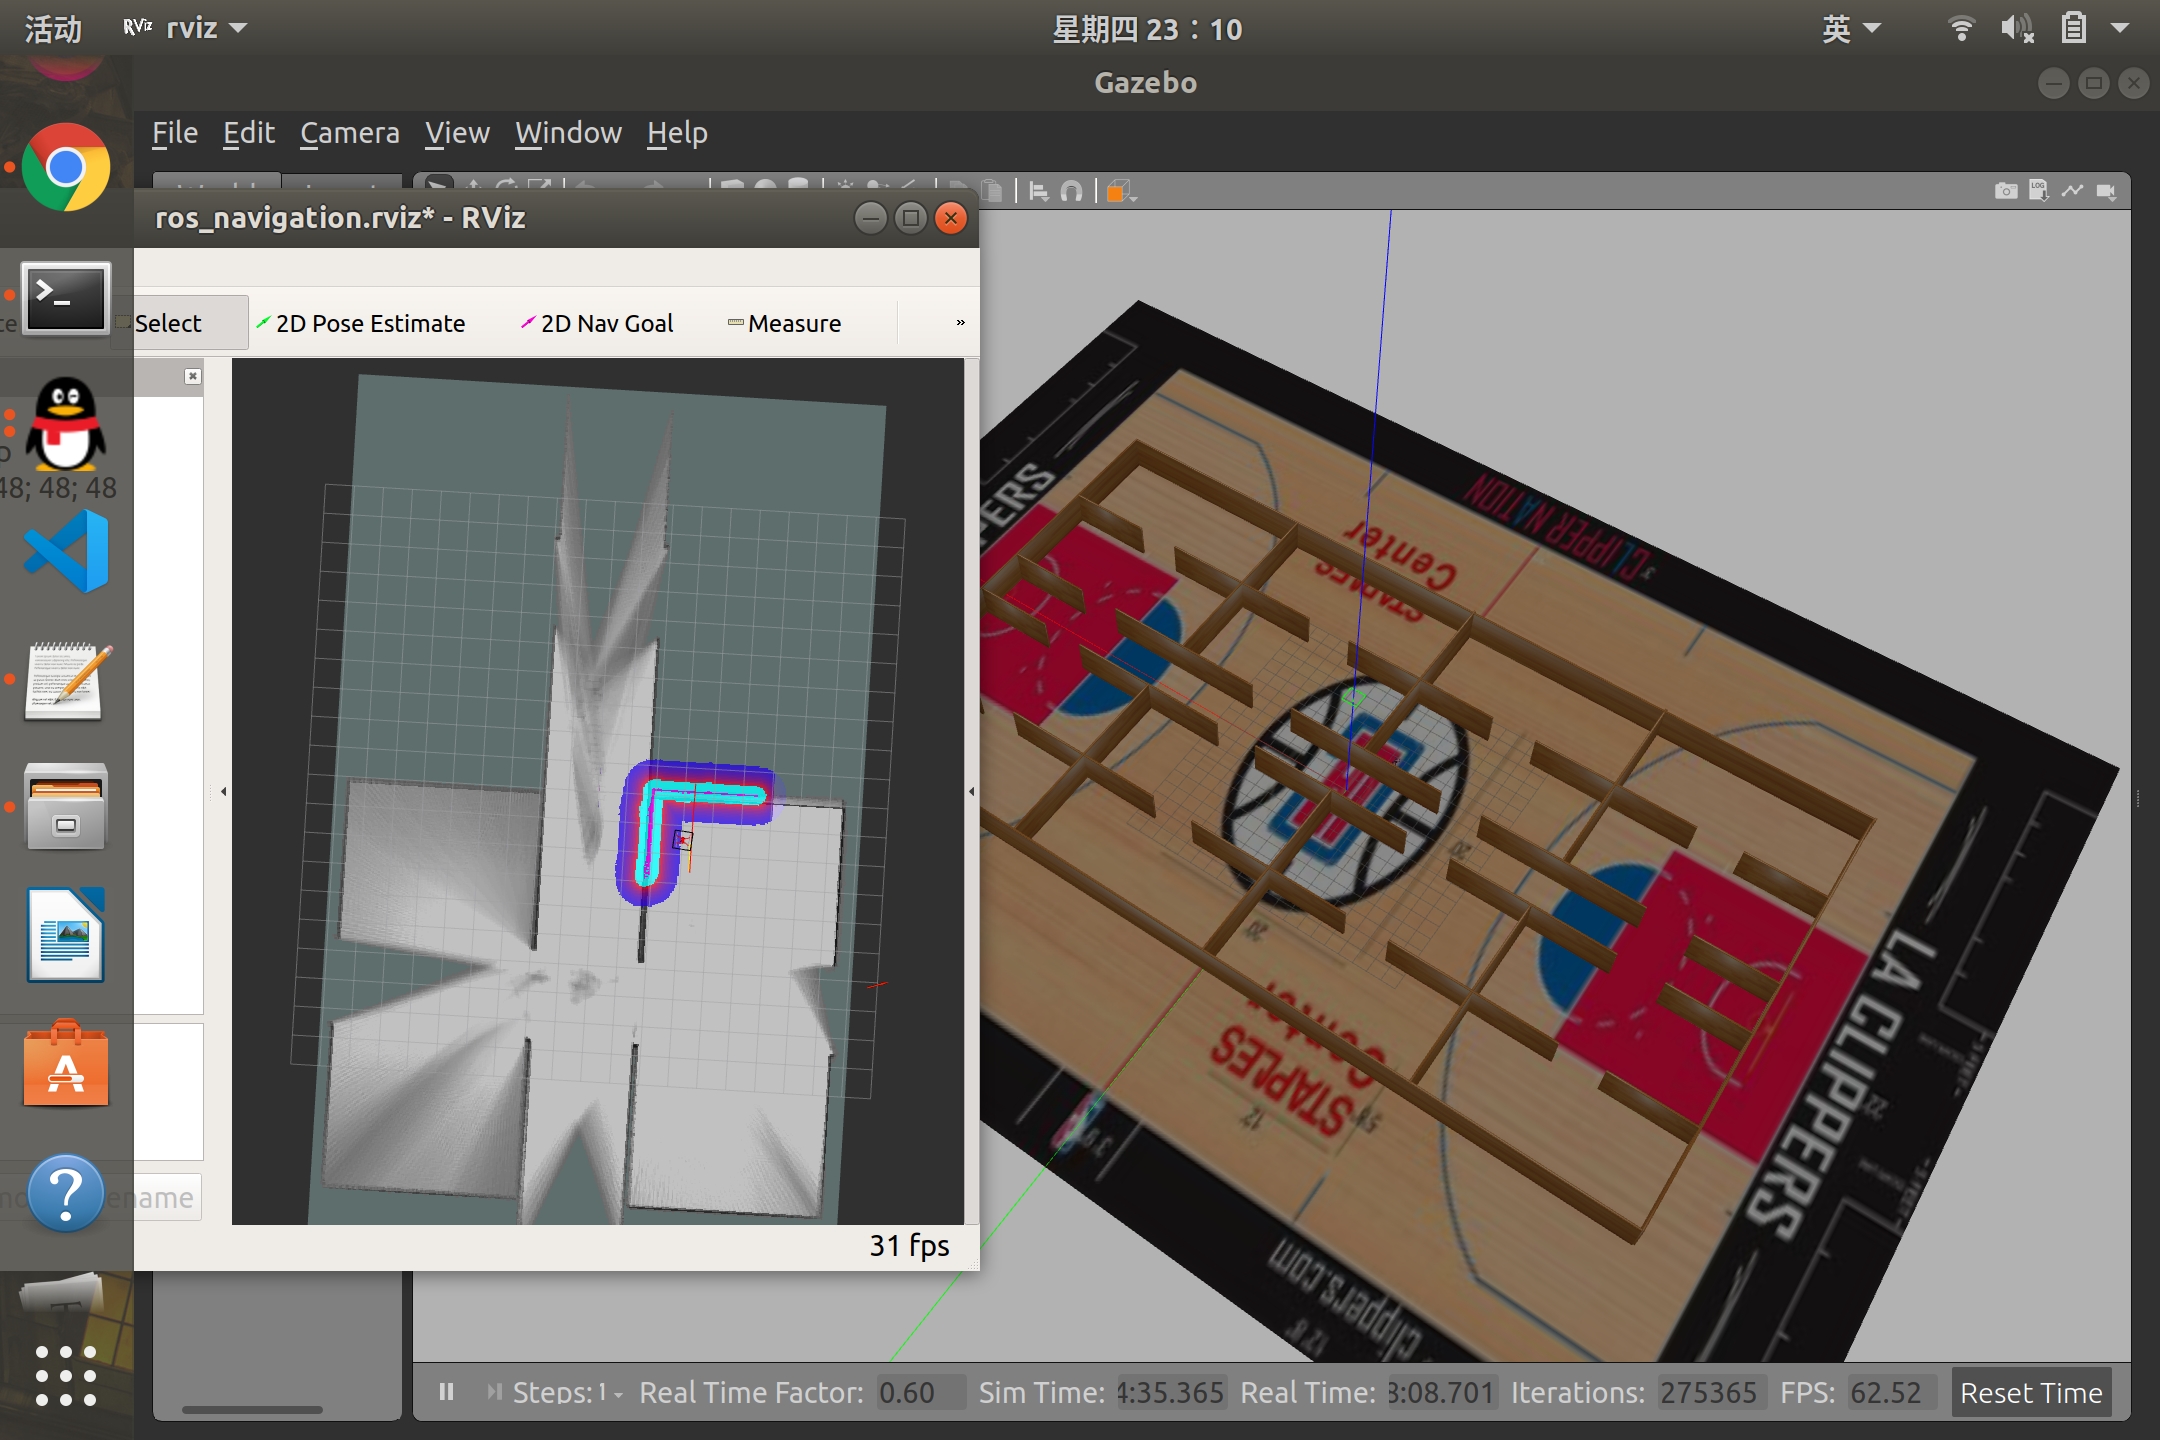 活动
RViz rviz
星期四 23：10
英
Gazebo
File Edit Camera View Window Help
ros_navigation.rviz* - RViz
Select
2D Pose Estimate
2D Nav Goal
Measure
»
48; 48; 48
ename
31 fps
CLIPPER NATION
STAPLES
Center
PERS
STAPLES
Center
LA CLIPPERS
clippers.com
Steps: 1
Real Time Factor: 0.60
Sim Time: 4:35.365
Real Time: 8:08.701
Iterations: 275365
FPS: 62.52
Reset Time